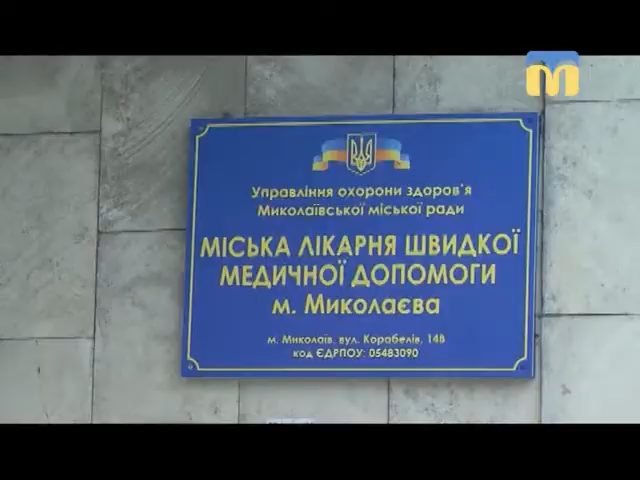 m
Управління охорони здоров'я
Миколаївської міської ради
МІСЬКА ЛІКАРНЯ ШВИДКОЇ
МЕДИЧНОЇ ДОПОМОГИ
м. Миколаєва
м. Миколаїв, вул. Корабелів, 14В
код ЄДРПОУ: 05483090